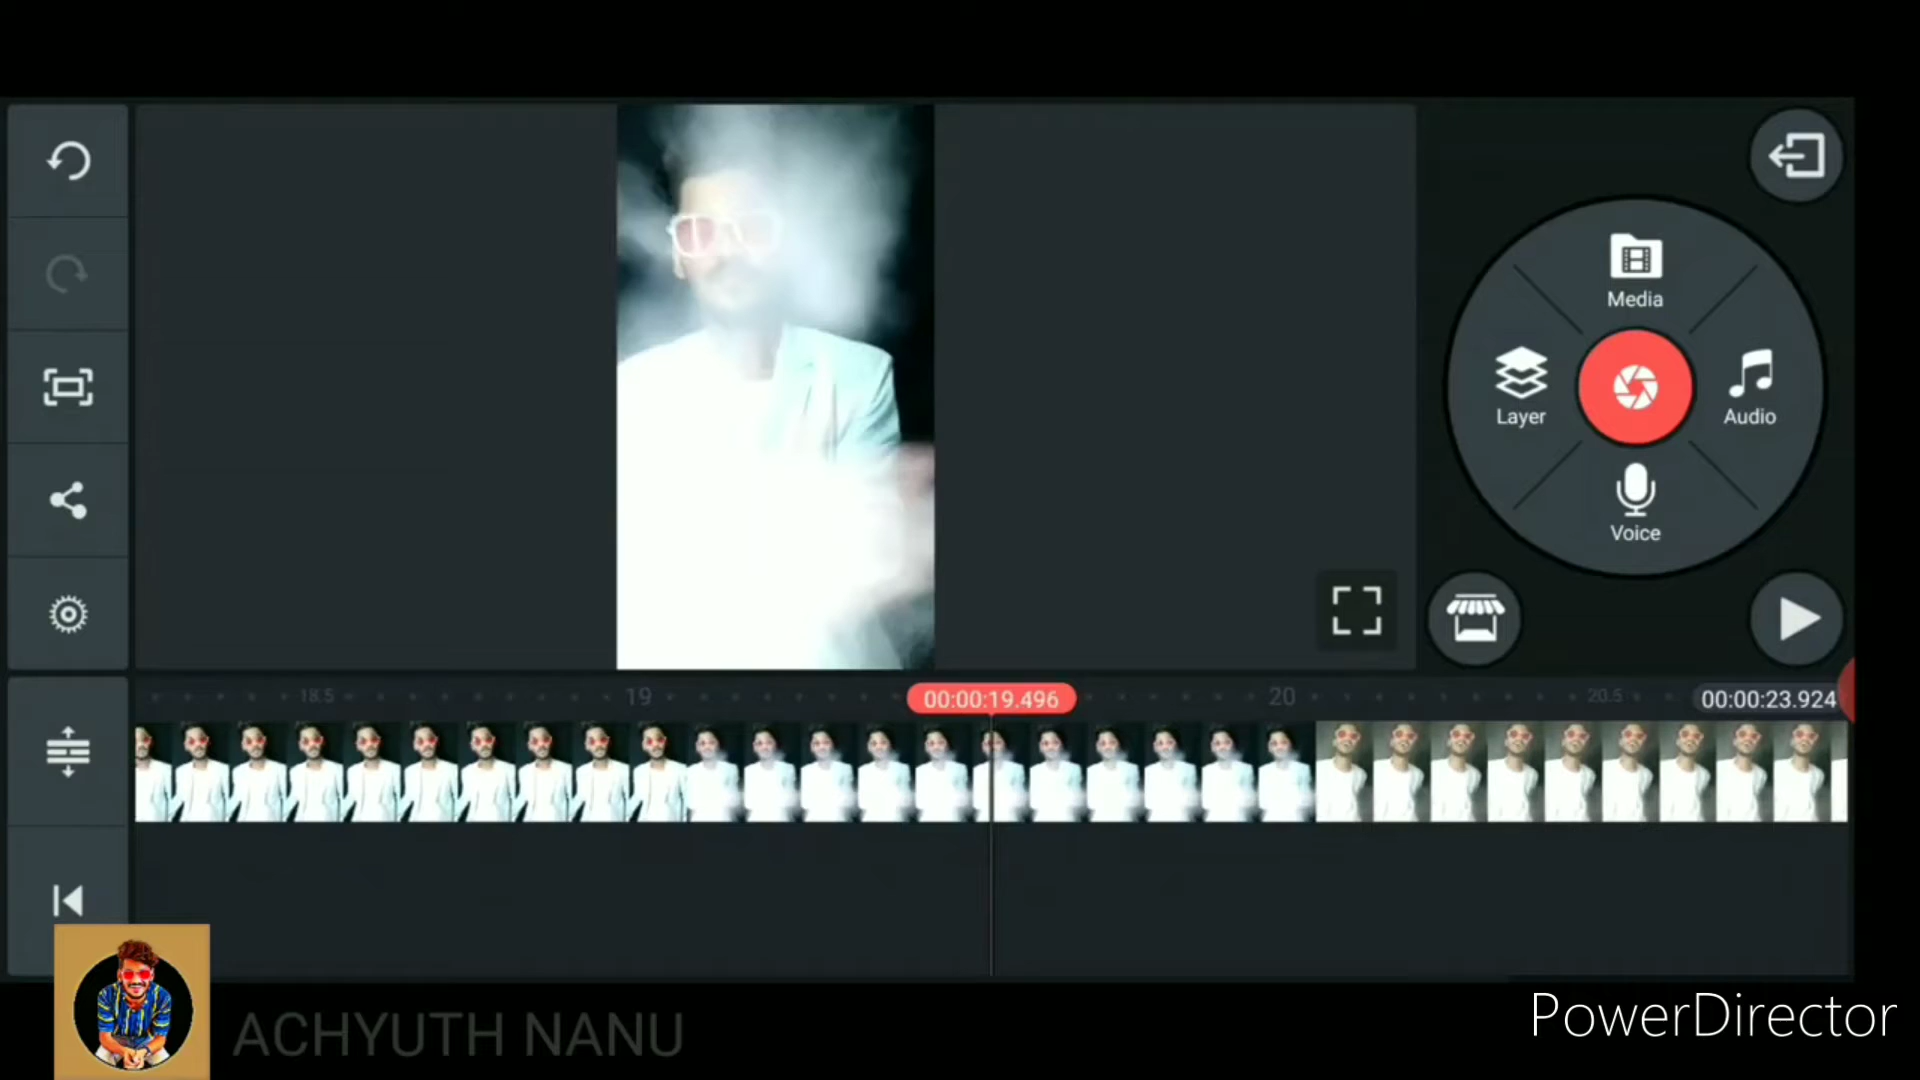 Media
Layer
Audio
Voice
18.5
19
00:00:19.496
20
20.5
00:00:23.924
ACHYUTH NANU
PowerDirector